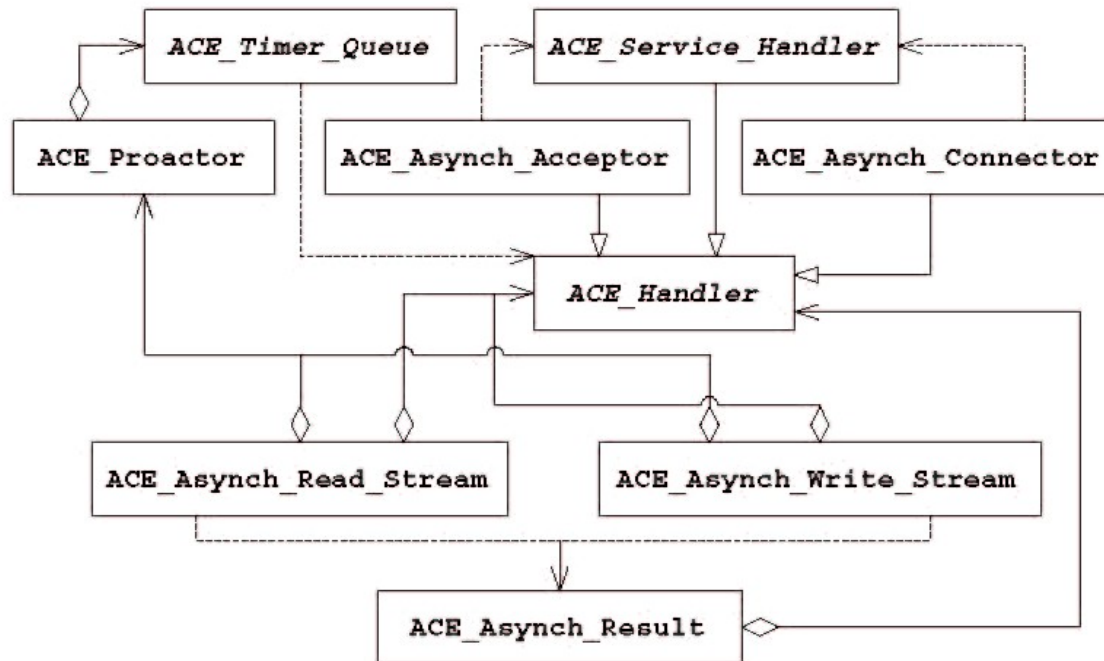 ACE_Timer_Queue
ACE_Service_Handler
ACE_Proactor
ACE_Asynch_Acceptor
ACE_Asynch_Connector
ACE_Handler
ACE_Asynch_Read_Stream
ACE_Asynch_Write_Stream
ACE_Asynch_Result